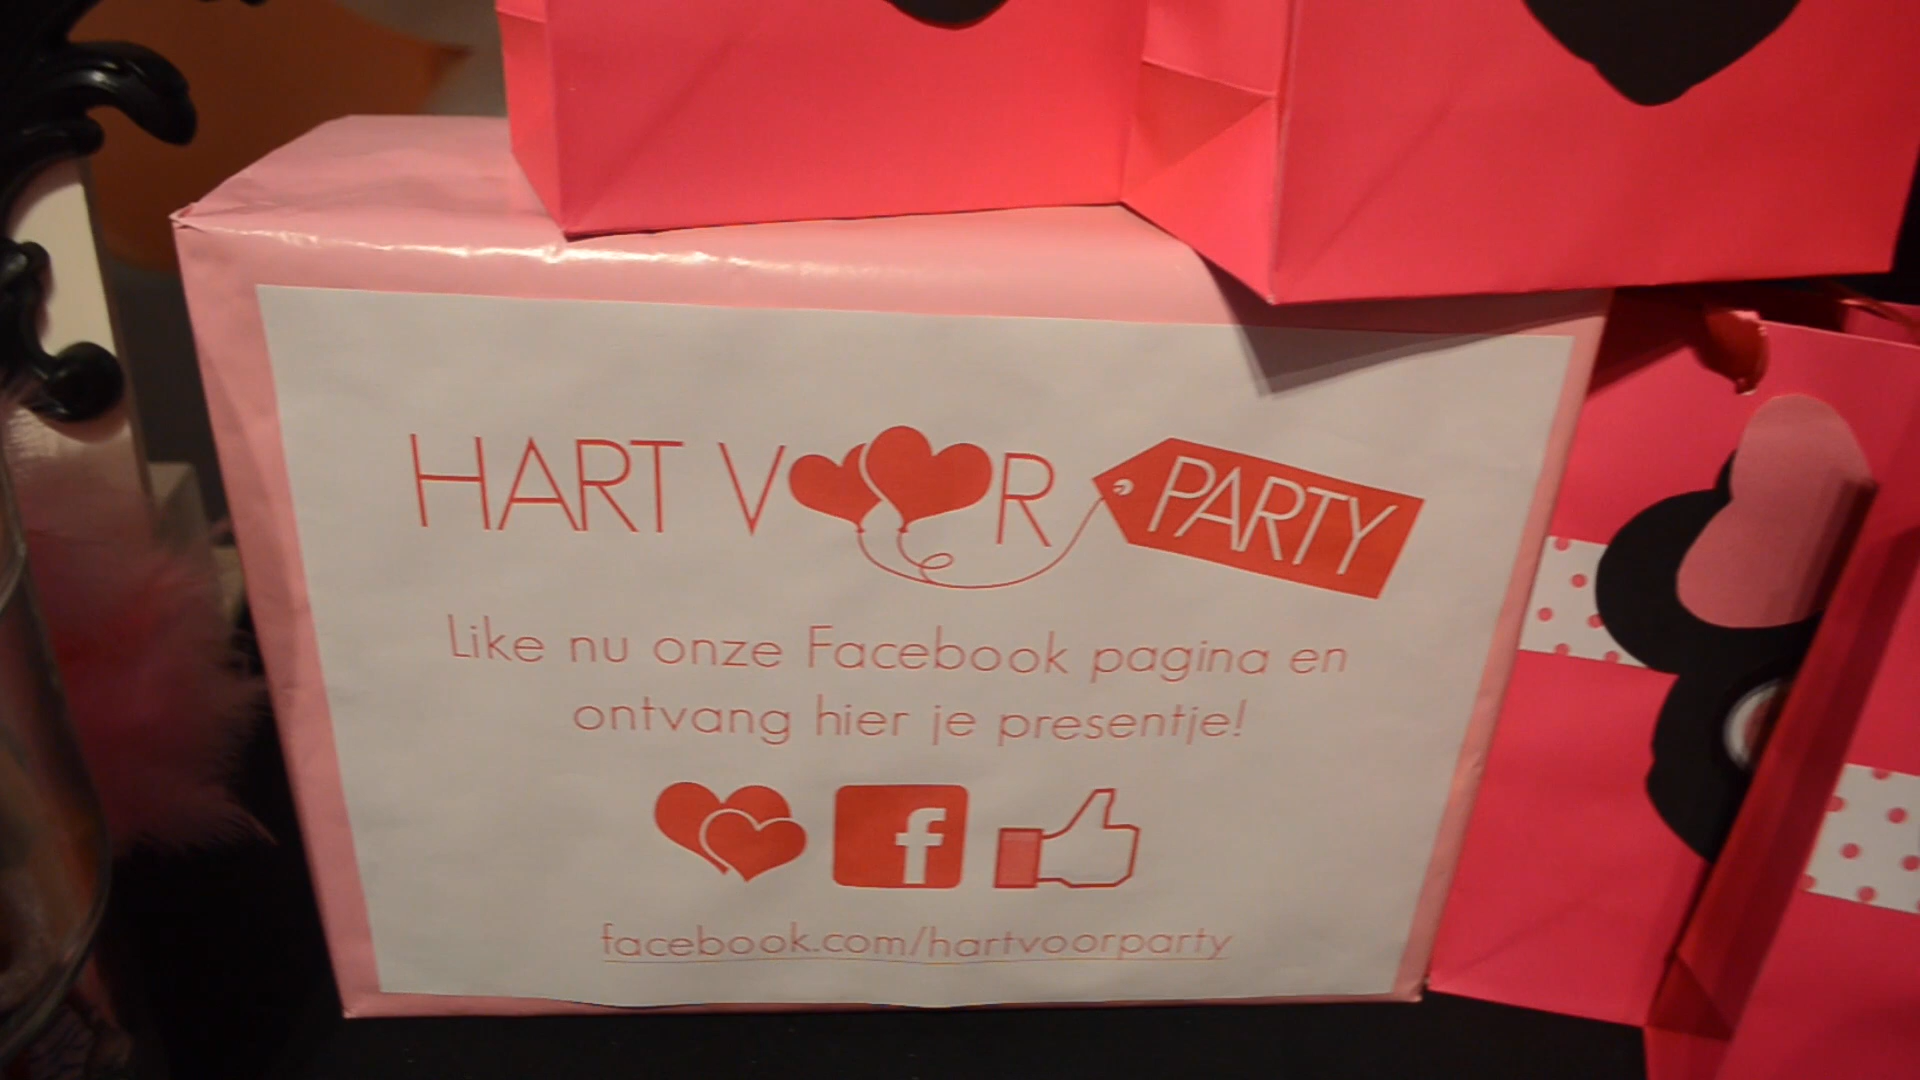 HART VOOR PARTY
Like nu onze Facebook pagina en
ontvang hier je presentje!
f
facebook.com/hartvoorparty